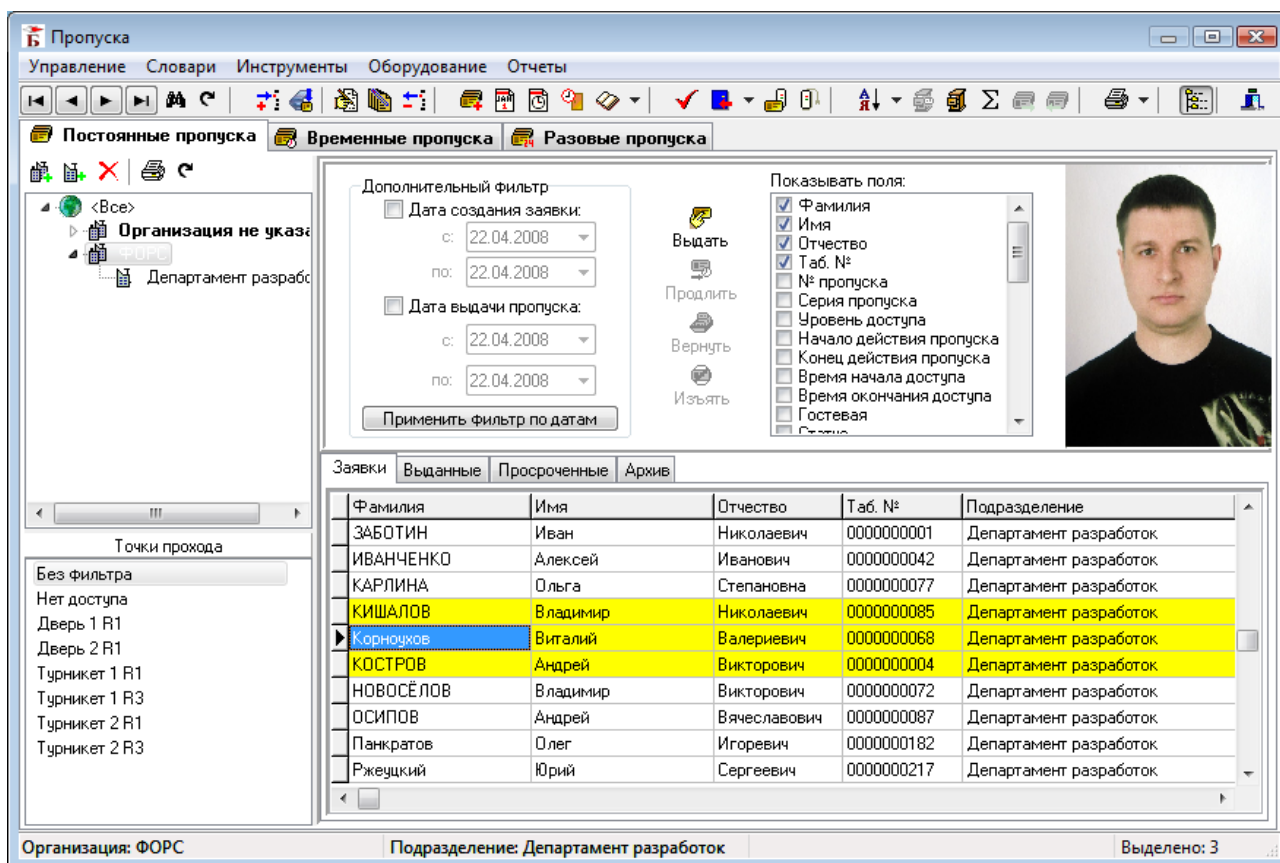 Пропуска
Управление Словари Инструменты Оборудование Отчеты
Постоянные пропуска Временные пропуска Разовые пропуска
<Все>
Организация не указа
ФОРС
Департамент разрабо
Точки прохода
Без фильтра
Нет доступа
Дверь 1 R1
Дверь 2 R1
Турникет 1 R1
Турникет 1 R3
Турникет 2 R1
Турникет 2 R3
Дополнительный фильтр
Дата создания заявки:
с: 22.04.2008
по: 22.04.2008
Дата выдачи пропуска:
с: 22.04.2008
по: 22.04.2008
Применить фильтр по датам
Выдать
Продлить
Вернуть
Изъять
Показывать поля:
Фамилия
Имя
Отчество
Таб. №
№ пропуска
Серия пропуска
Уровень доступа
Начало действия пропуска
Конец действия пропуска
Время начала доступа
Время окончания доступа
Гостевая
Статус
Заявки Выданные Просроченные Архив
Фамилия Имя Отчество Таб. № Подразделение
ЗАБОТИН Иван Николаевич 0000000001 Департамент разработок
ИВАНЧЕНКО Алексей Иванович 0000000042 Департамент разработок
КАРЛИНА Ольга Степановна 0000000077 Департамент разработок
КИШАЛОВ Владимир Николаевич 0000000085 Департамент разработок
Корноухов Виталий Валериевич 0000000068 Департамент разработок
КОСТРОВ Андрей Викторович 0000000004 Департамент разработок
НОВОСЁЛОВ Владимир Викторович 0000000072 Департамент разработок
ОСИПОВ Андрей Вячеславович 0000000087 Департамент разработок
Панкратов Олег Игоревич 0000000182 Департамент разработок
Ржеуцкий Юрий Сергеевич 0000000217 Департамент разработок
Организация: ФОРС Подразделение: Департамент разработок Выделено: 3